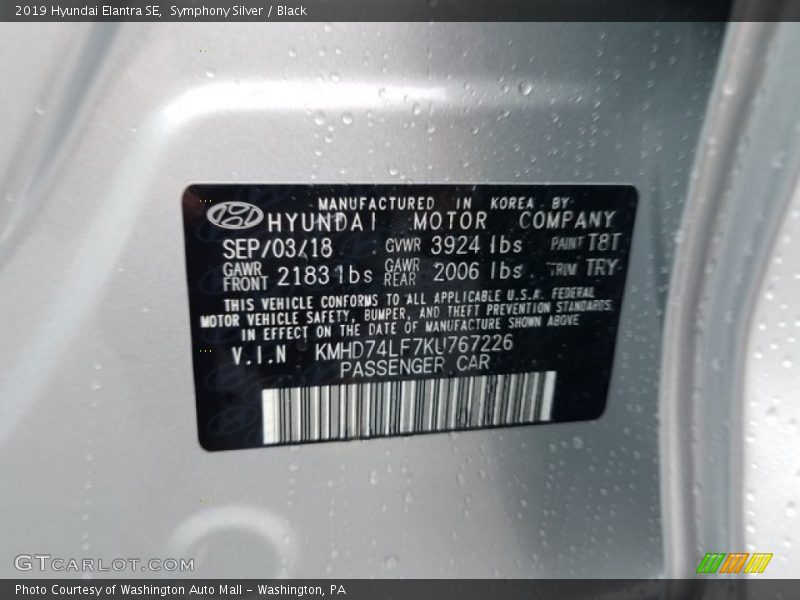 2019 Hyundai Elantra SE, Symphony Silver / Black
MANUFACTURED IN KOREA BY
HYUNDAI MOTOR COMPANY
SEP/03/18 GVWR 3924 lbs PAINT T8T
GAWR FRONT 2183 lbs GAWR REAR 2006 lbs TRIM TRY
THIS VEHICLE CONFORMS TO ALL APPLICABLE U.S.A. FEDERAL
MOTOR VEHICLE SAFETY, BUMPER, AND THEFT PREVENTION STANDARDS
IN EFFECT ON THE DATE OF MANUFACTURE SHOWN ABOVE
V.I.N KMHD74LF7KU767226
PASSENGER CAR
GTCARLOT.COM
Photo Courtesy of Washington Auto Mall - Washington, PA